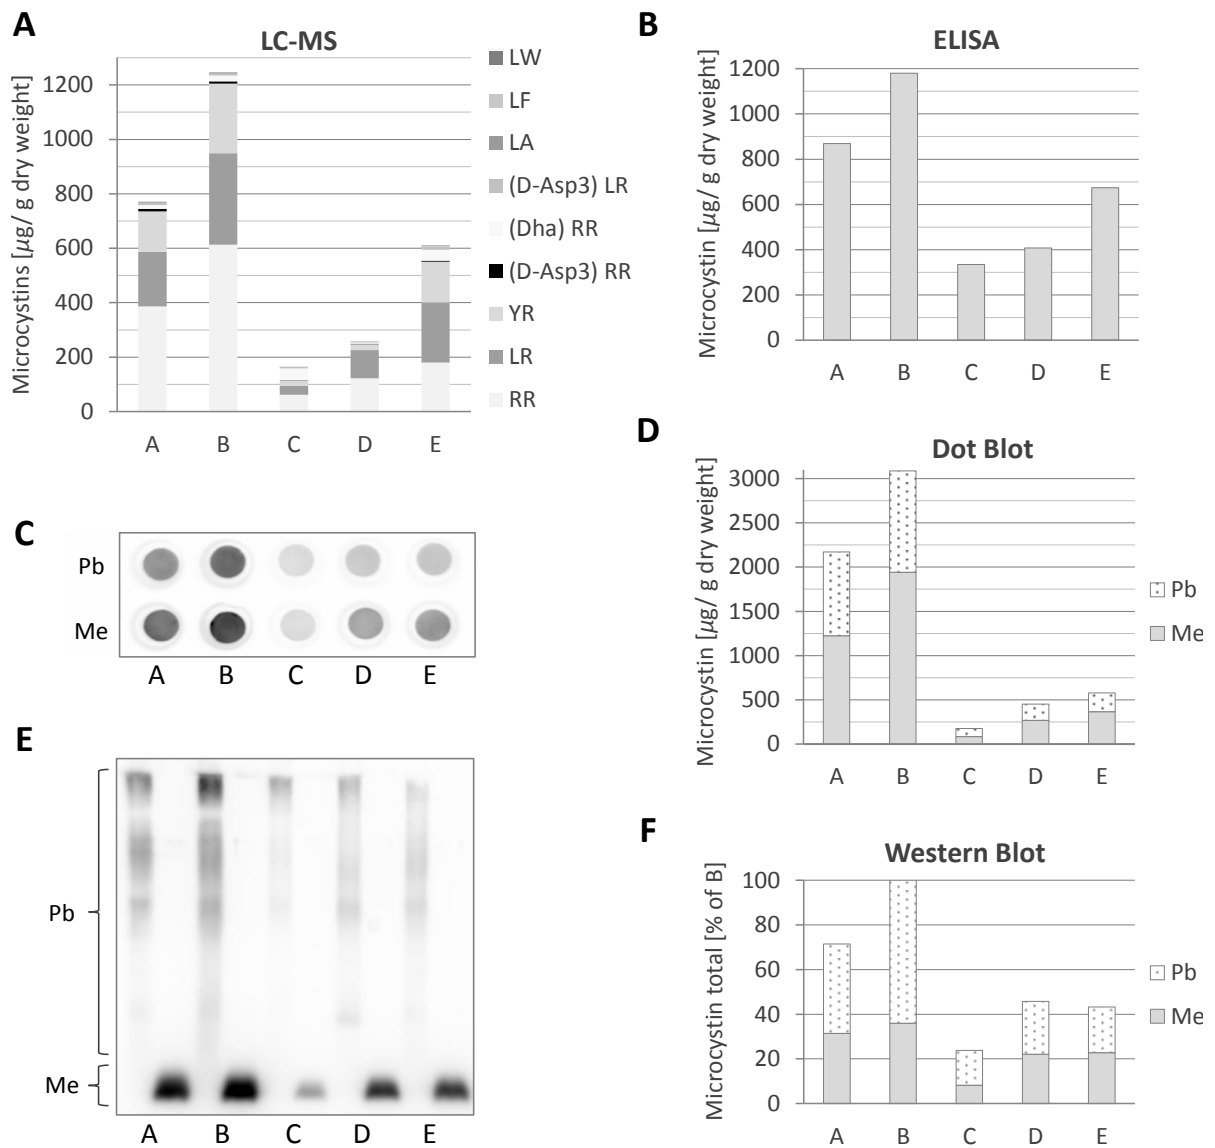 A
LC-MS
Microcystins [µg/ g dry weight]
1200
1000
800
600
400
200
0
A B C D E
LW
LF
LA
(D-Asp3) LR
(Dha) RR
(D-Asp3) RR
YR
LR
RR
B
ELISA
Microcystin [µg/ g dry weight]
1200
1000
800
600
400
200
0
A B C D E
C
Pb
Me
A B C D E
D
Dot Blot
Microcystin [µg/ g dry weight]
3000
2500
2000
1500
1000
500
0
A B C D E
Pb
Me
E
Pb
Me
A B C D E
F
Western Blot
Microcystin total [% of B]
100
80
60
40
20
0
A B C D E
Pb
Me